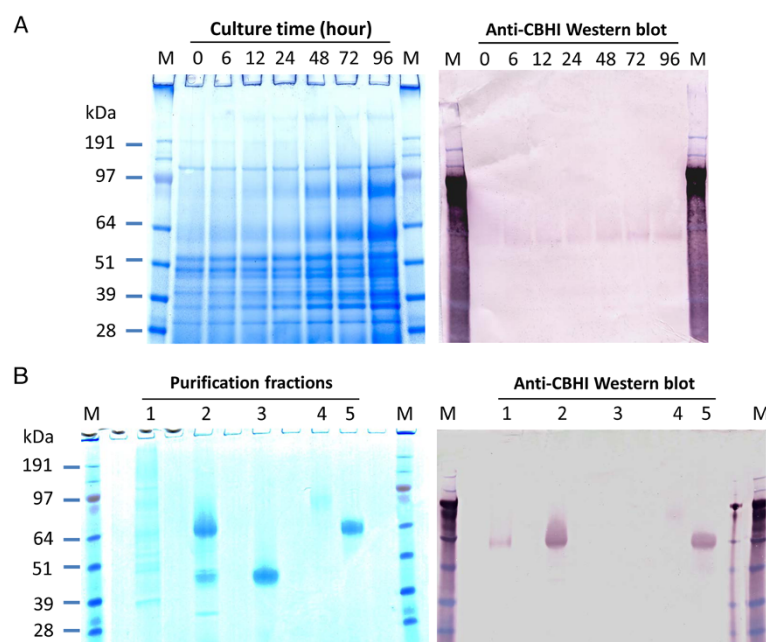 A
Culture time (hour)
M 0 6 12 24 48 72 96 M
Anti-CBHI Western blot
M 0 6 12 24 48 72 96 M
kDa
191
97
64
51
39
28
B
Purification fractions
M 1 2 3 4 5 M
Anti-CBHI Western blot
M 1 2 3 4 5 M
kDa
191
97
64
51
39
28